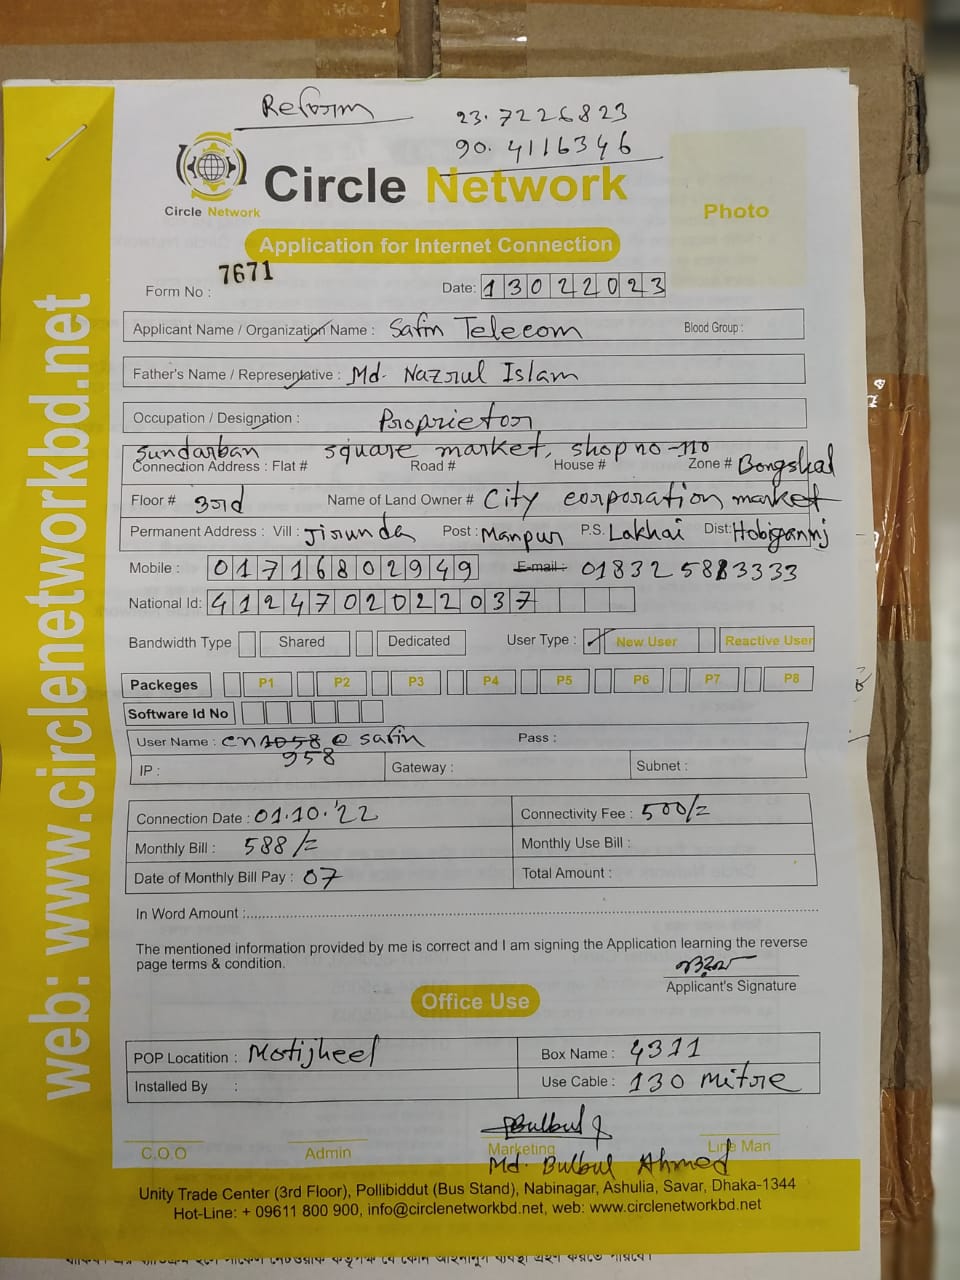 Reform
23.7226823
90.4116346
Circle Network
Circle Network
Photo
Application for Internet Connection
Form No : 7671
Date: 13022023
Applicant Name / Organization Name : Safin Telecom Blood Group :
Father's Name / Representative : Md. Nazrul Islam
Occupation / Designation : Proprietor
Sundarban square market, shop no-110
Connection Address : Flat # Road # House # Zone # Bongshal
Floor # 3rd Name of Land Owner # City corporation market
Permanent Address : Vill : Jirunda Post : Manpur P.S. Lakhai Dist: Hobiganj
Mobile : 01716802949 E-mail : 01832583333
National Id: 4124702022037
Bandwidth Type Shared Dedicated User Type : New User Reactive User
Packeges P1 P2 P3 P4 P5 P6 P7 P8
Software Id No
User Name : cn1058@safin Pass :
958
IP : Gateway : Subnet :
Connection Date : 01.10.'22 Connectivity Fee : 500/=
Monthly Bill : 588/= Monthly Use Bill :
Date of Monthly Bill Pay : 07 Total Amount :
In Word Amount :
The mentioned information provided by me is correct and I am signing the Application learning the reverse
page terms & condition.
Applicant's Signature
Office Use
POP Locatition : Motijheel Box Name : 4311
Installed By : Use Cable : 130 mitre
Bulbul
C.O.O Admin Marketing Line Man
Md. Bulbul Ahmed
Unity Trade Center (3rd Floor), Pollibiddut (Bus Stand), Nabinagar, Ashulia, Savar, Dhaka-1344
Hot-Line: + 09611 800 900, info@circlenetworkbd.net, web: www.circlenetworkbd.net
web: www.circlenetworkbd.net